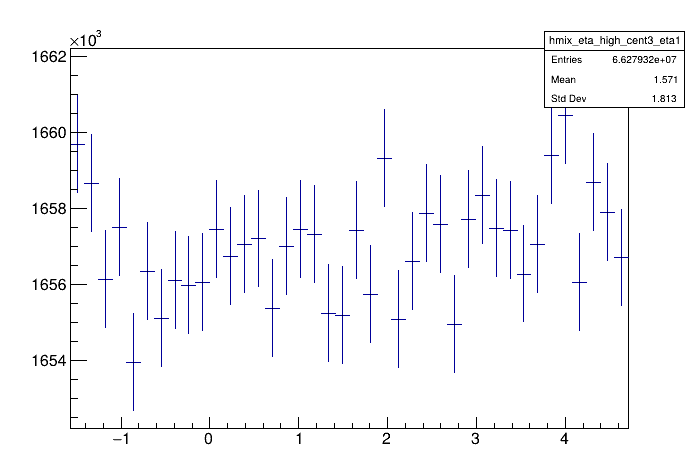 ×10³
hmix_eta_high_cent3_eta1
Entries 6.627932e+07
Mean 1.571
Std Dev 1.813
1662
1660
1658
1656
1654
−1 0 1 2 3 4